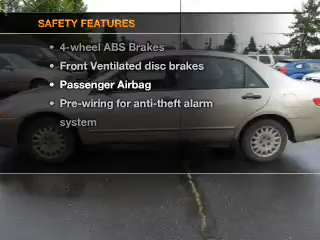 SAFETY FEATURES
• 4-wheel ABS Brakes
• Front Ventilated disc brakes
• Passenger Airbag
• Pre-wiring for anti-theft alarm
system